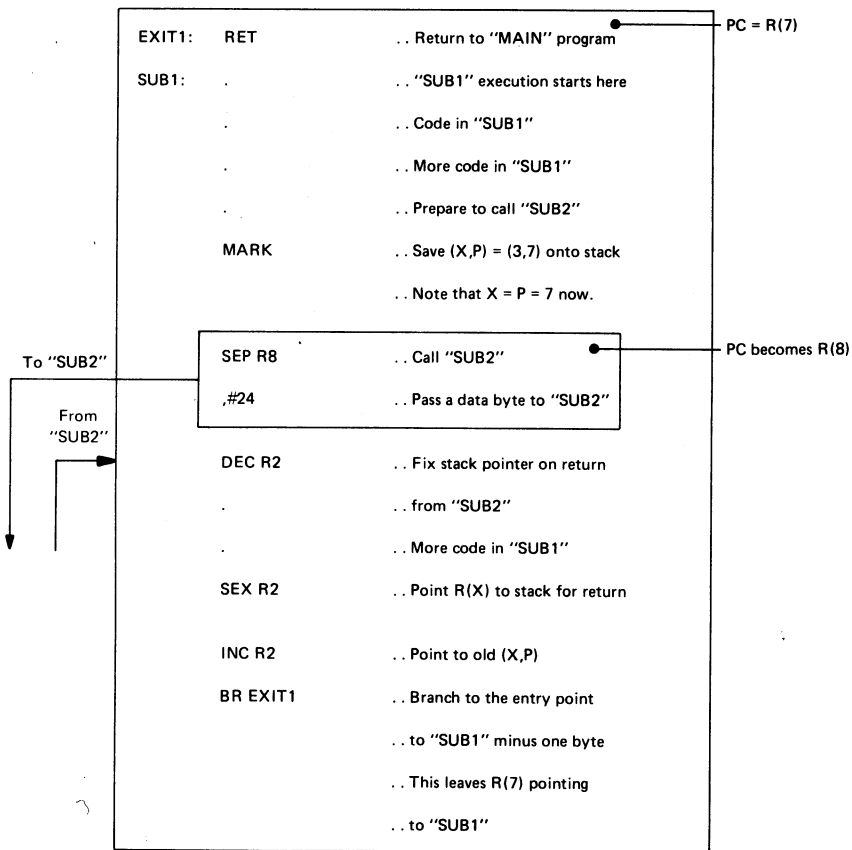 PC = R(7)
EXIT1: RET . . Return to "MAIN" program
SUB1: . . . "SUB1" execution starts here
. . . Code in "SUB1"
. . . More code in "SUB1"
. . . Prepare to call "SUB2"
MARK . . Save (X,P) = (3,7) onto stack
. . Note that X = P = 7 now.
To "SUB2"
SEP R8 . . Call "SUB2"
PC becomes R(8)
,#24 . . Pass a data byte to "SUB2"
From
"SUB2"
DEC R2 . . Fix stack pointer on return
. . . from "SUB2"
. . . More code in "SUB1"
SEX R2 . . Point R(X) to stack for return
INC R2 . . Point to old (X,P)
BR EXIT1 . . Branch to the entry point
. . to "SUB1" minus one byte
. . This leaves R(7) pointing
. . to "SUB1"